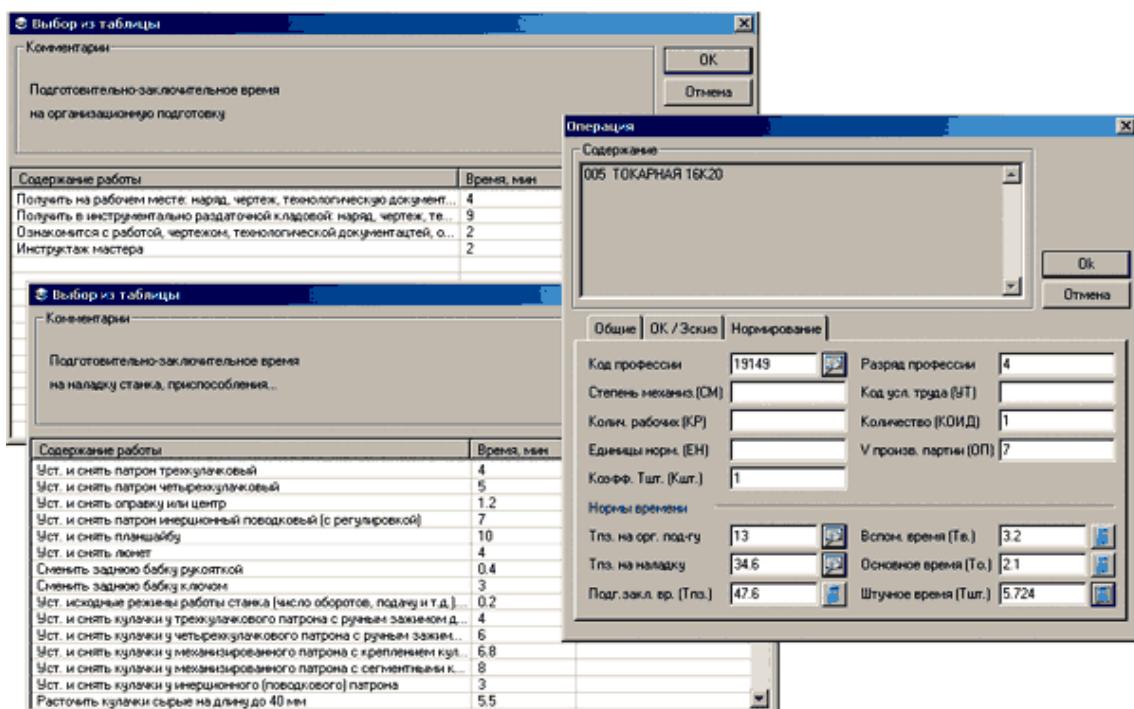 Выбор из таблицы
Комментарии
Подготовительно-заключительное время
на организационную подготовку
OK
Отмена
Содержание работы Время, мин
Получить на рабочем месте: наряд, чертеж, технологическую документ... 4
Получить в инструментально раздаточной кладовой: наряд, чертеж, те... 9
Ознакомится с работой, чертежом, технологической документацтей, о... 2
Инструктаж мастера 2
Выбор из таблицы
Комментарии
Подготовительно-заключительное время
на наладку станка, приспособления...
Содержание работы Время, мин
Уст. и снять патрон трехкулачковый 4
Уст. и снять патрон четырехкулачковый 5
Уст. и снять оправку или центр 1.2
Уст. и снять патрон инерционный поводковый (с регулировкой) 7
Уст. и снять планшайбу 10
Уст. и снять люнет 4
Сменить заднюю бабку рукояткой 0.4
Сменить заднюю бабку ключом 3
Уст. исходные режимы работы станка (число оборотов, подачу и т.д.)... 0.2
Уст. и снять кулачки у трехкулачкового патрона с ручным зажимом д... 4
Уст. и снять кулачки у четырехкулачкового патрона с ручным зажим... 6
Уст. и снять кулачки у механизированного патрона с креплением кул... 6.8
Уст. и снять кулачки у механизированного патрона с сегментными к... 8
Уст. и снять кулачки у инерционного (поводкового) патрона 3
Расточить кулачки сырые на длину до 40 мм 5.5
Операция
Содержание
005 ТОКАРНАЯ 16К20
Ok
Отмена
Общие ОК / Эскиз Нормирование
Код профессии 19149 Разряд профессии 4
Степень механиз.(СМ) Код усл. труда (УТ)
Колич. рабочих (КР) Количество (КОИД) 1
Единицы норм. (ЕН) V произв. партии (ОП) 7
Коэфф. Тшт. (Кшт.) 1
Нормы времени
Тпз. на орг. под-гу 13 Вспом. время (Тв.) 3.2
Тпз. на наладку 34.6 Основное время (То.) 2.1
Подг.закл. вр. (Тпз.) 47.6 Штучное время (Тшт.) 5.724